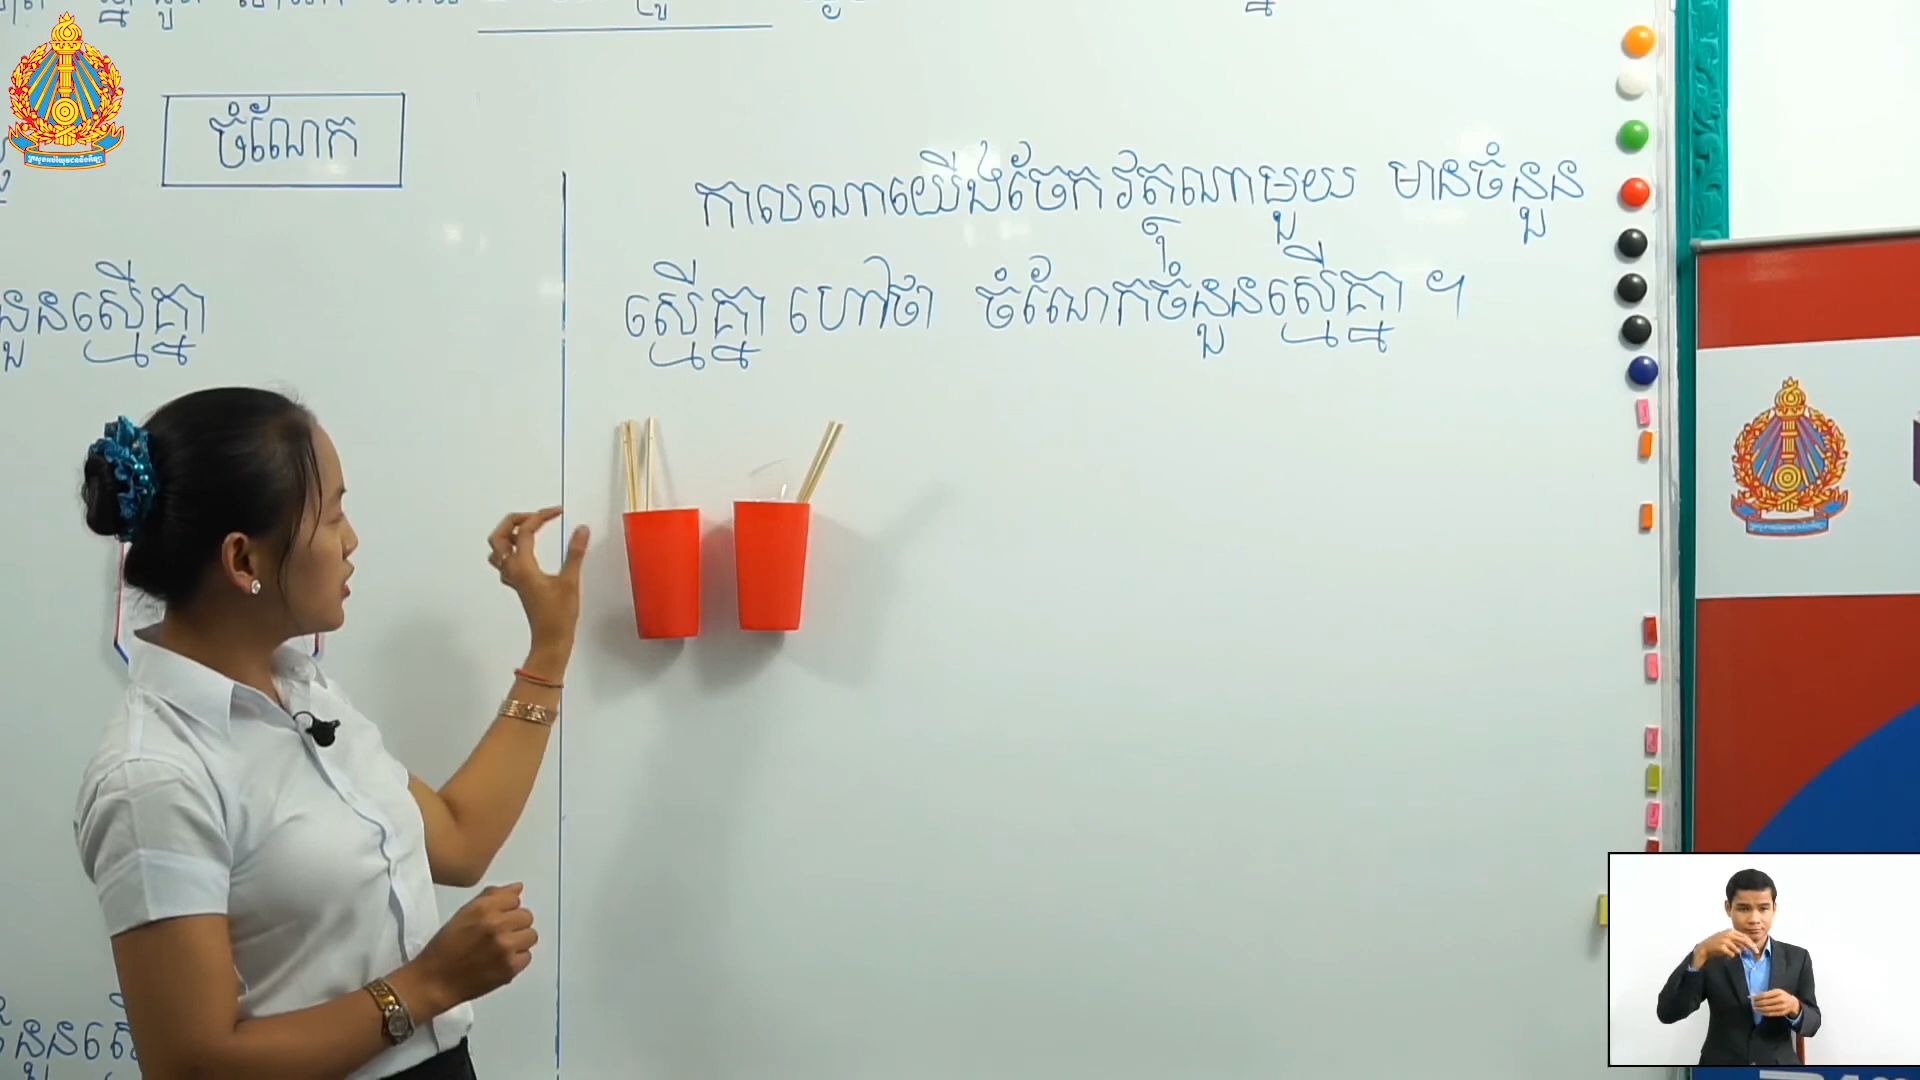 ចំណែក
កាលណាយើងចែកវត្ថុណាមួយ មានចំនួន
ស្មើគ្នា ហៅថា ចំណែកចំនួនស្មើគ្នា ។
នួនស្មើគ្នា